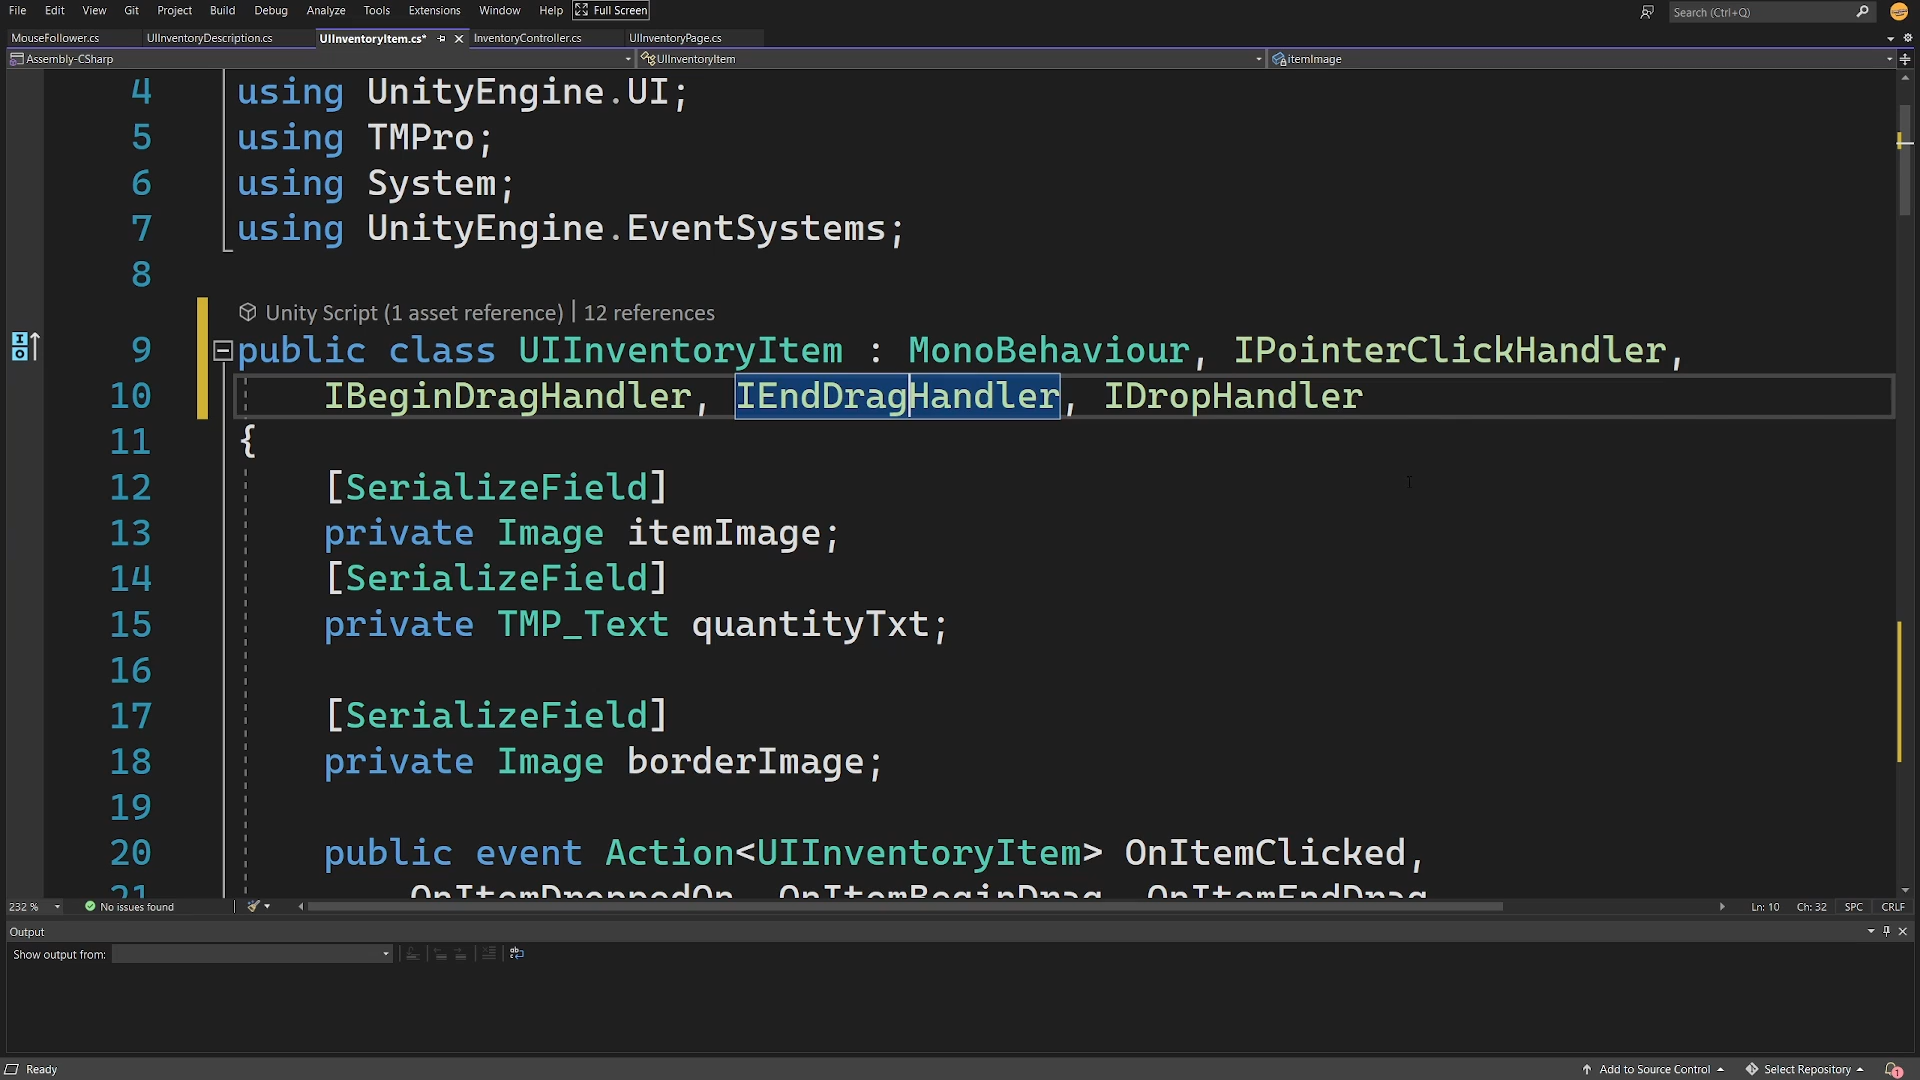 File Edit View Git Project Build Debug Analyze Tools Extensions Window Help Full Screen Search (Ctrl+Q)
MouseFollower.cs UIInventoryDescription.cs UIInventoryItem.cs* InventoryController.cs UIInventoryPage.cs
Assembly-CSharp UIInventoryItem itemImage
4 using UnityEngine.UI;
5 using TMPro;
6 using System;
7 using UnityEngine.EventSystems;
8
Unity Script (1 asset reference) | 12 references
9 public class UIInventoryItem : MonoBehaviour, IPointerClickHandler,
10 IBeginDragHandler, IEndDragHandler, IDropHandler
11 {
12 [SerializeField]
13 private Image itemImage;
14 [SerializeField]
15 private TMP_Text quantityTxt;
16
17 [SerializeField]
18 private Image borderImage;
19
20 public event Action<UIInventoryItem> OnItemClicked,
21 OnItemDroppedOn, OnItemBeginDrag, OnItemEndDrag,
232 % No issues found Ln: 10 Ch: 32 SPC CRLF
Output
Show output from:
Ready Add to Source Control Select Repository 1